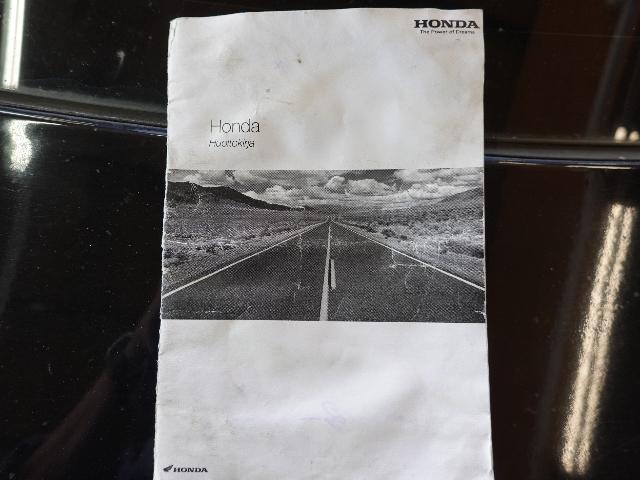 HONDA
The Power of Dreams
Honda
Huoltokirja
HONDA